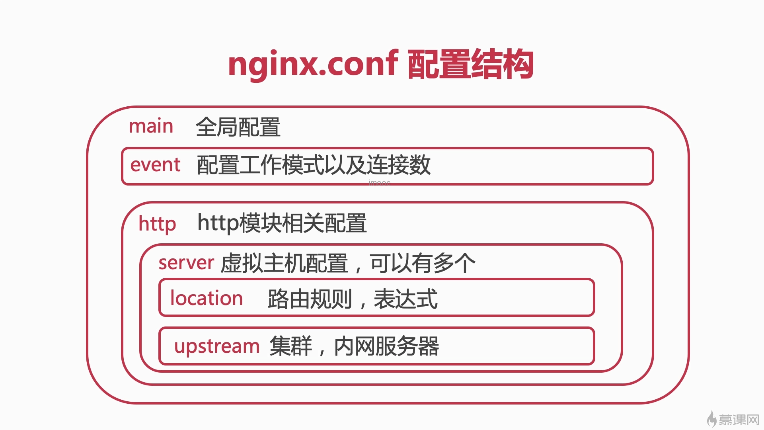 nginx.conf 配置结构
main 全局配置
event 配置工作模式以及连接数
imooc
http http模块相关配置
server 虚拟主机配置，可以有多个
location 路由规则，表达式
upstream 集群，内网服务器
慕课网